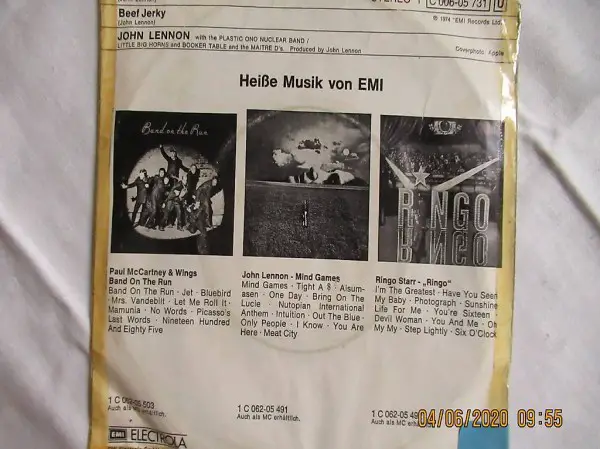 Beef Jerky
(John Lennon)
STEREO 1 C 006-05 731 U
℗ 1974 "EMI Records Ltd."
JOHN LENNON with the PLASTIC ONO NUCLEAR BAND /
LITTLE BIG HORNS and BOOKER TABLE and the MAITRE D's. Produced by John Lennon
Coverphoto: Apple
Heiße Musik von EMI
Band on the Run
RINGO
Paul McCartney & Wings
Band On The Run
Band On The Run · Jet · Bluebird
· Mrs. Vandeblit · Let Me Roll It ·
Mamunia · No Words · Picasso's
Last Words · Nineteen Hundred
And Eighty Five
1 C 062-05 503
Auch als MC erhältlich.
John Lennon - Mind Games
Mind Games · Tight A $ · Aisum-
asen · One Day · Bring On The
Lucie · Nutopian International
Anthem · Intuition · Out The Blue ·
Only People · I Know · You Are
Here · Meat City
1 C 062-05 491
Auch als MC erhältlich.
Ringo Starr - „Ringo"
I'm The Greatest · Have You Seen
My Baby · Photograph · Sunshine
Life For Me · You're Sixteen ·
Devil Woman · You And Me · Oh
My My · Step Lightly · Six O'Clock
1 C 062-05 49
Auch als MC
EMI ELECTROLA
04/06/2020 09:55